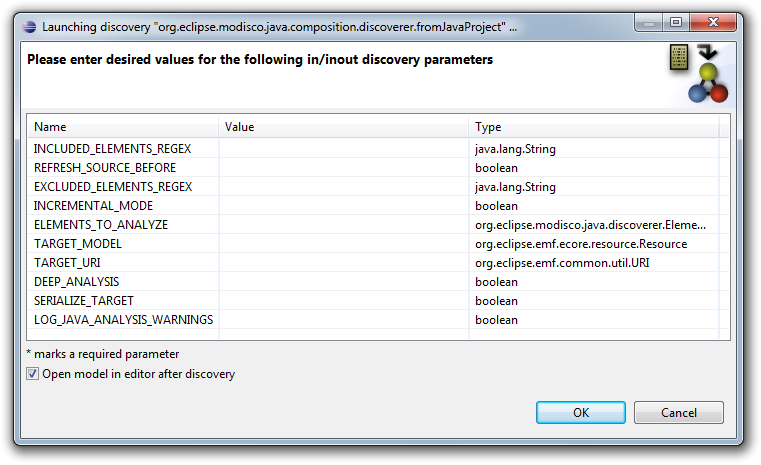 Launching discovery "org.eclipse.modisco.java.composition.discoverer.fromJavaProject" ...
Please enter desired values for the following in/inout discovery parameters
Name Value Type
INCLUDED_ELEMENTS_REGEX java.lang.String
REFRESH_SOURCE_BEFORE boolean
EXCLUDED_ELEMENTS_REGEX java.lang.String
INCREMENTAL_MODE boolean
ELEMENTS_TO_ANALYZE org.eclipse.modisco.java.discoverer.Eleme...
TARGET_MODEL org.eclipse.emf.ecore.resource.Resource
TARGET_URI org.eclipse.emf.common.util.URI
DEEP_ANALYSIS boolean
SERIALIZE_TARGET boolean
LOG_JAVA_ANALYSIS_WARNINGS boolean
* marks a required parameter
Open model in editor after discovery
OK Cancel